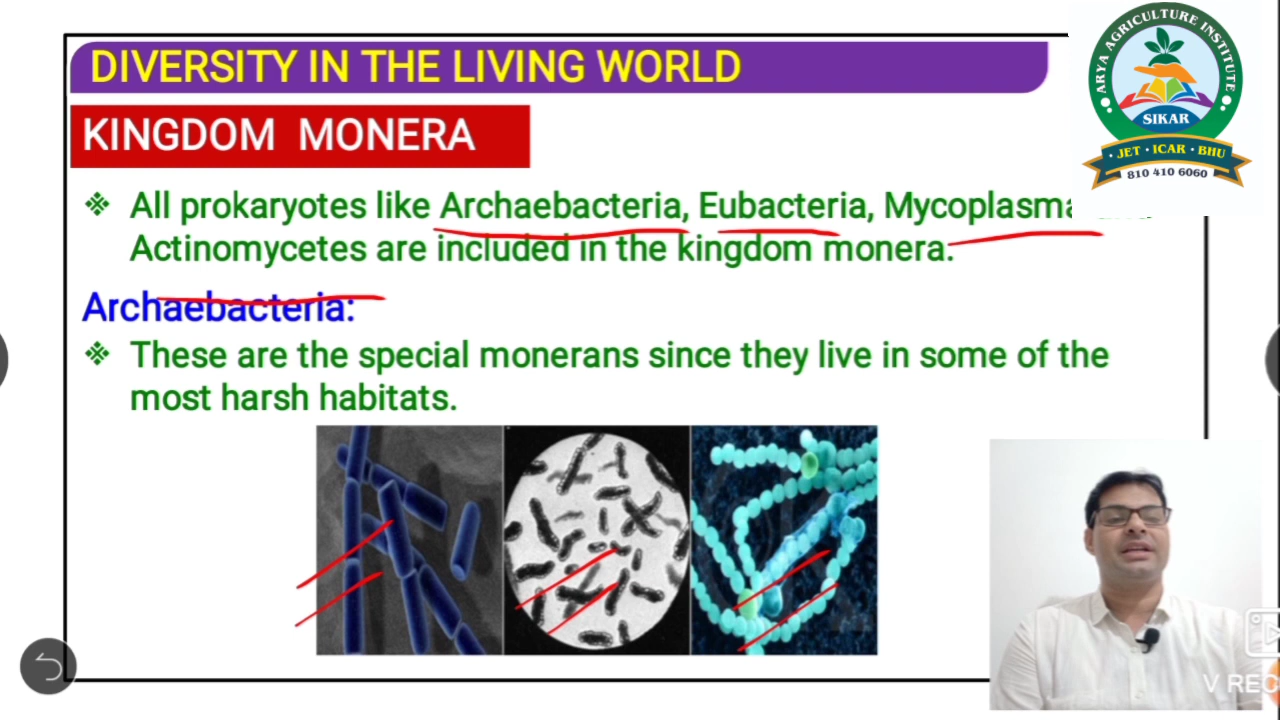 DIVERSITY IN THE LIVING WORLD
ARYA AGRICULTURE INSTITUTE
SIKAR
· JET · ICAR · BHU
810 410 6060
KINGDOM MONERA
❖ All prokaryotes like Archaebacteria, Eubacteria, Mycoplasma
Actinomycetes are included in the kingdom monera.
Archaebacteria:
❖ These are the special monerans since they live in some of the
most harsh habitats.
V REC